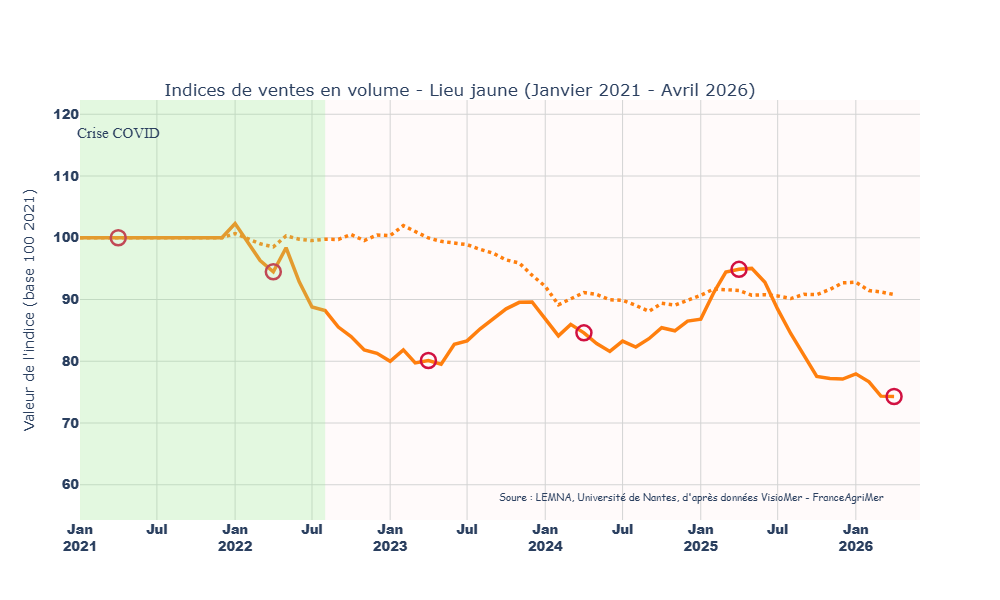 Indices de ventes en volume - Lieu jaune (Janvier 2021 - Avril 2026)
Valeur de l'Indice (base 100 2021)
120
Crise COVID
110
100
90
80
70
60
Soure : LEMNA, Université de Nantes, d'après données VisioMer - FranceAgriMer
Jan Jul Jan Jul Jan Jul Jan Jul Jan Jul Jan
2021 2022 2023 2024 2025 2026